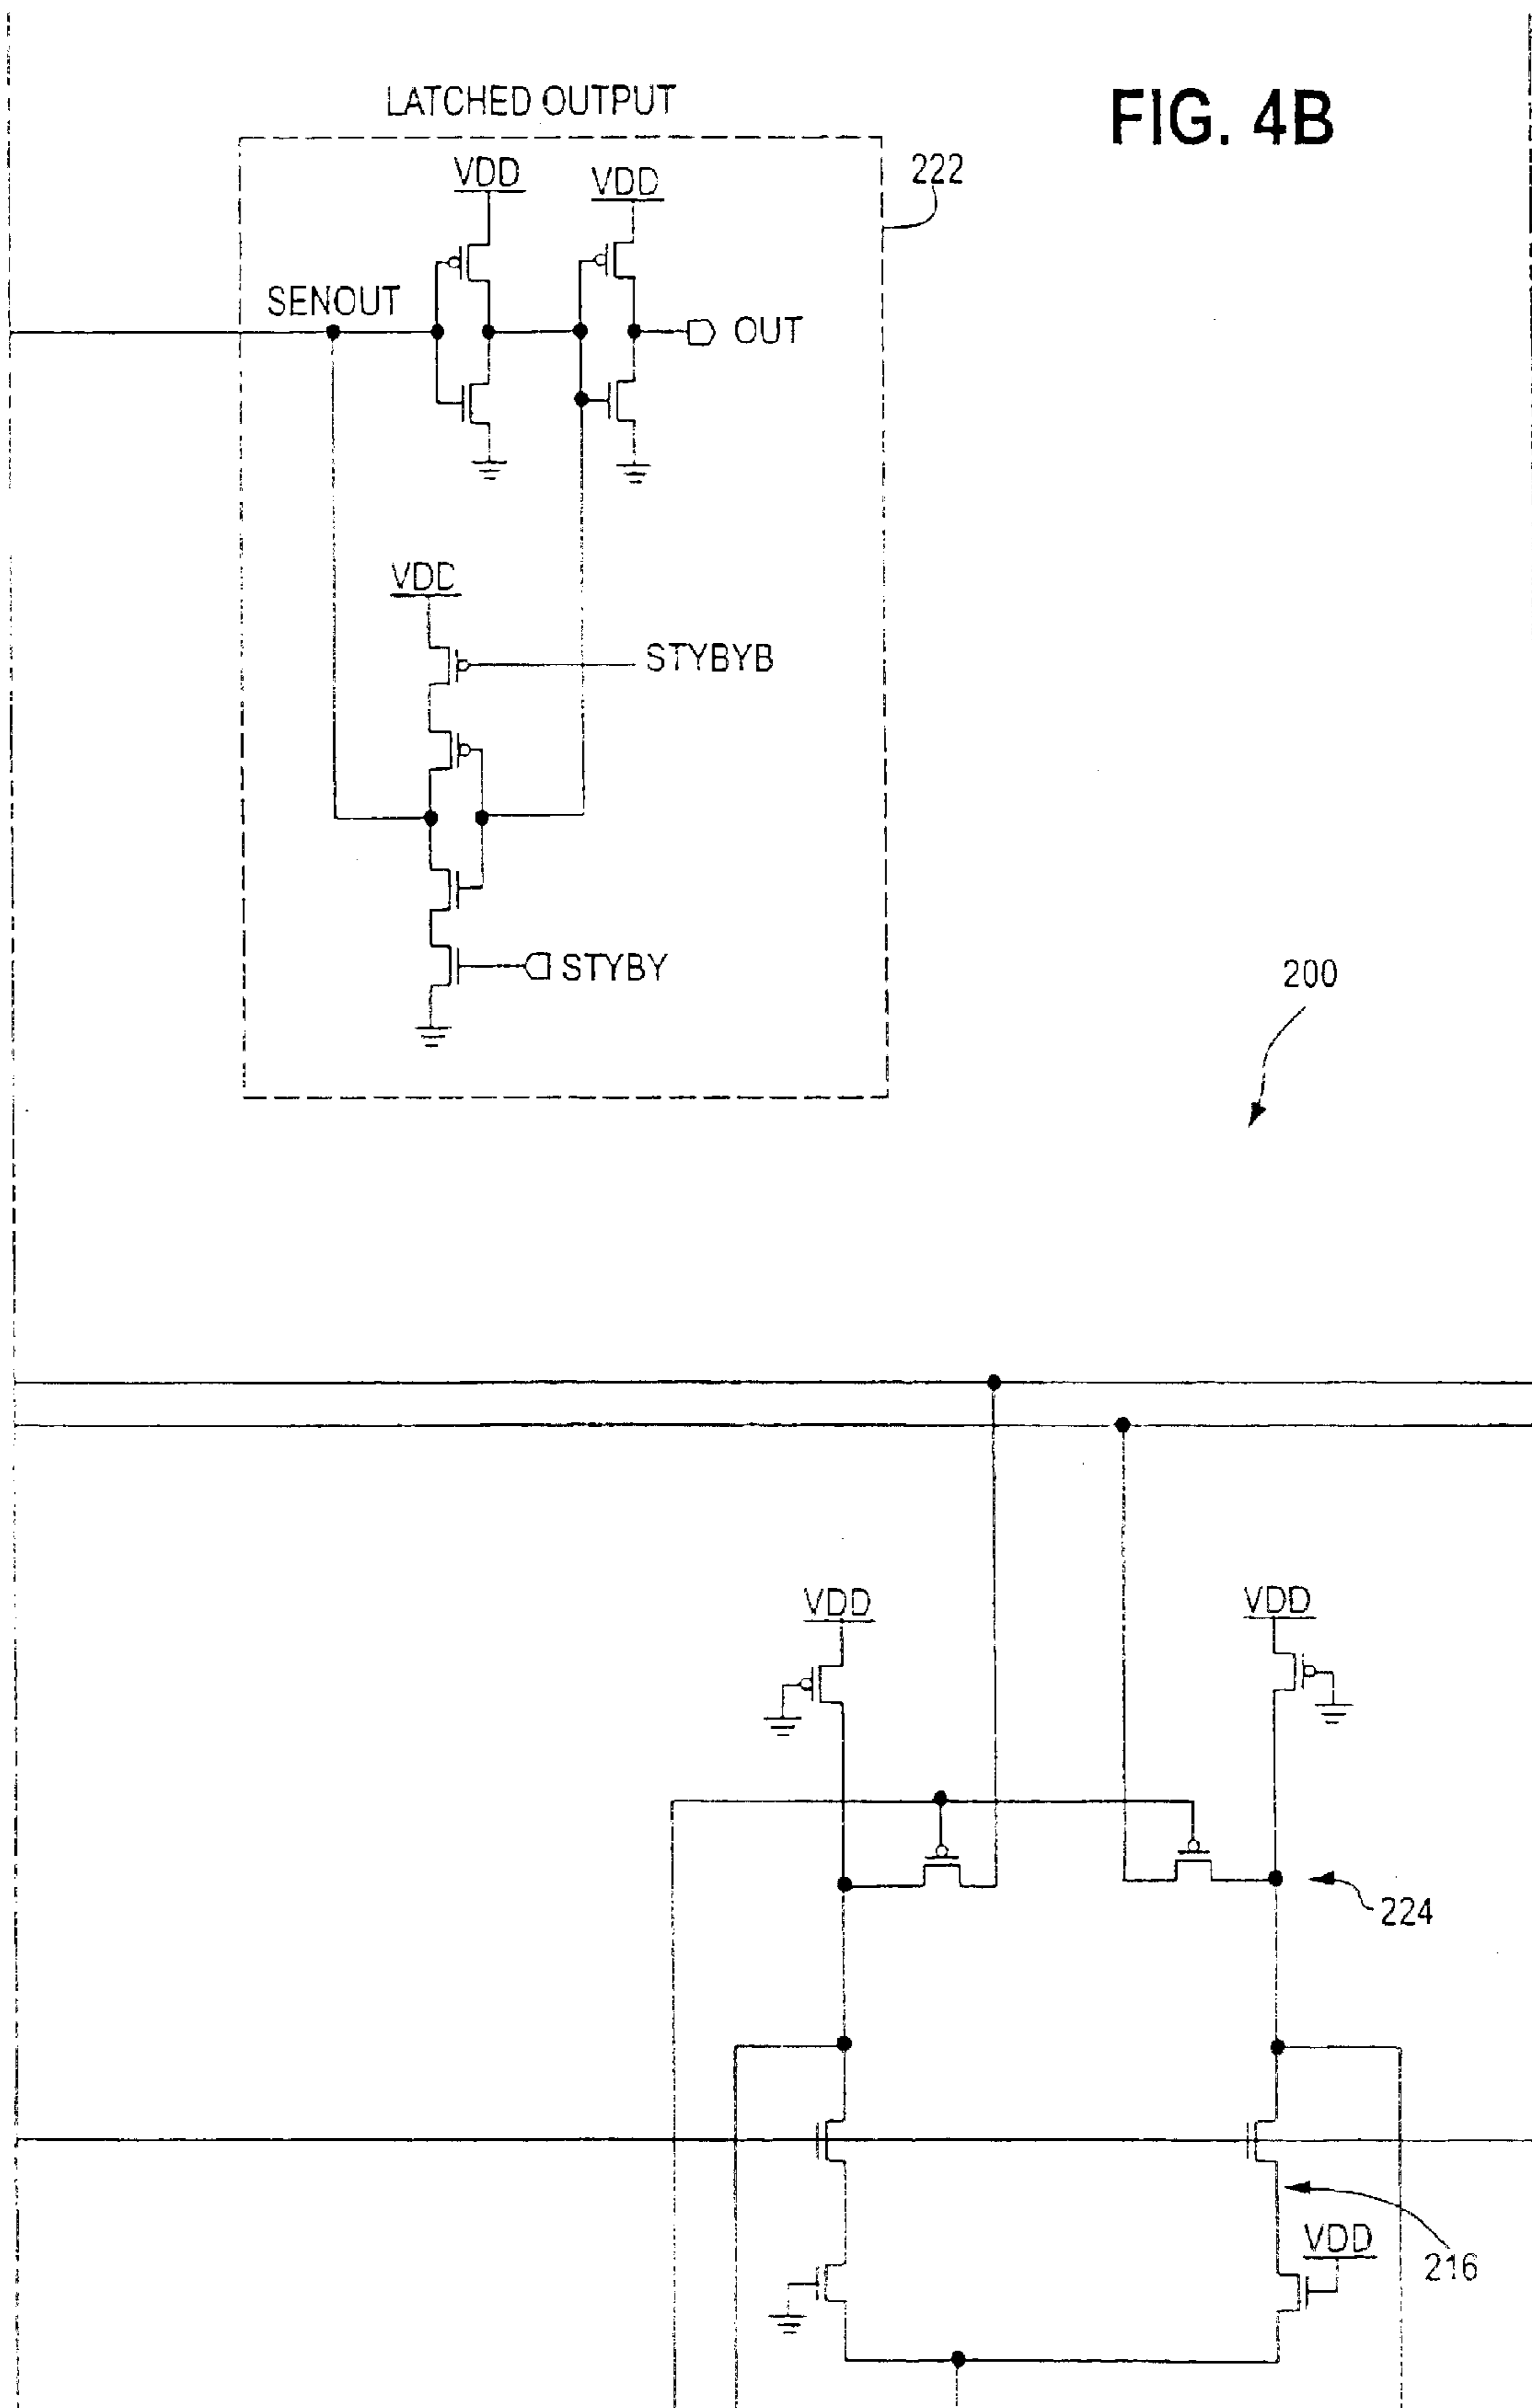 FIG. 4B
LATCHED OUTPUT
222
VDD
VDD
SENOUT
OUT
VDD
STYBYB
STYBY
200
VDD
VDD
224
VDD
216